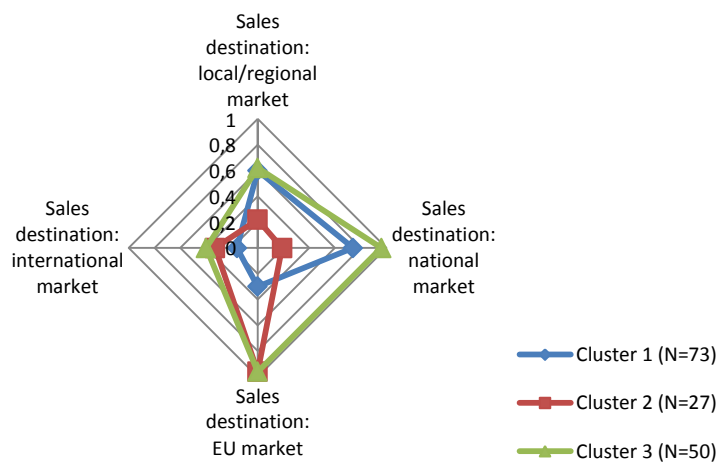 Sales
destination:
local/regional
market
1
0,8
0,6
0,4
0,2
0
Sales
destination:
international
market
Sales
destination:
national
market
Sales
destination:
EU market
Cluster 1 (N=73)
Cluster 2 (N=27)
Cluster 3 (N=50)